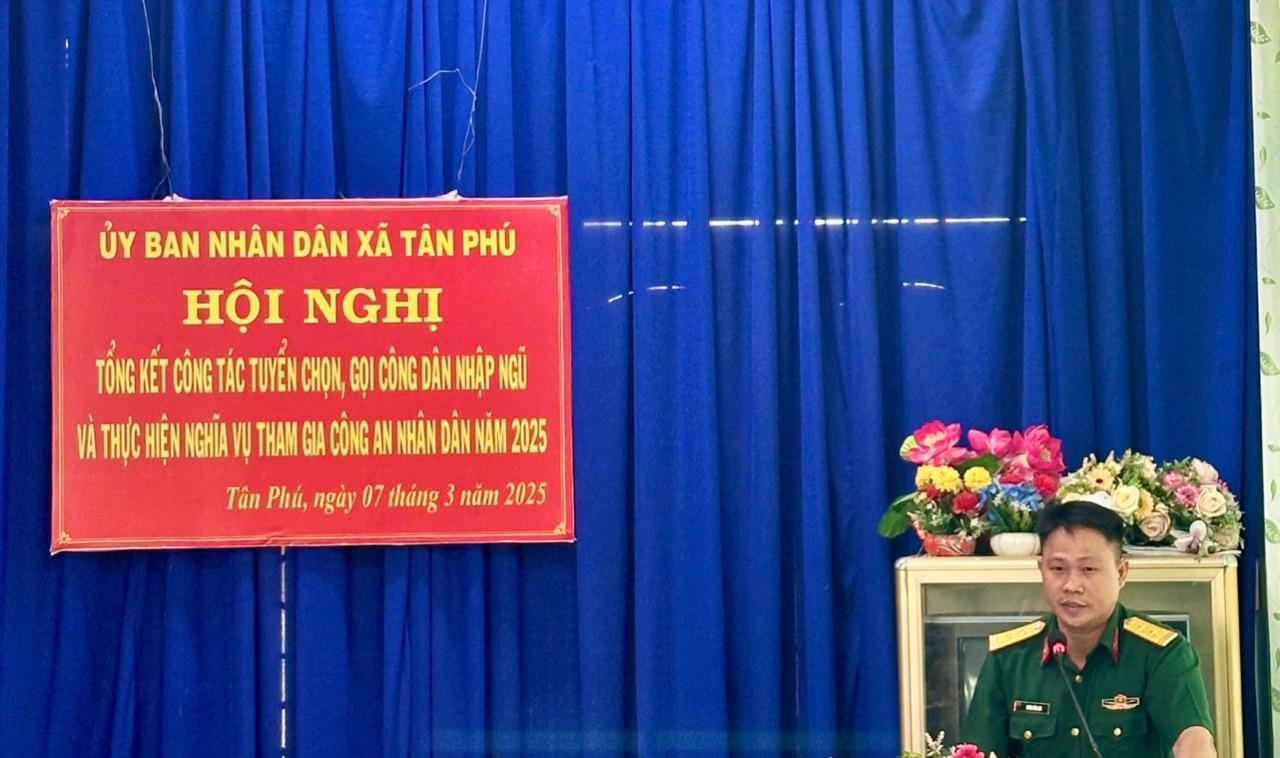 ỦY BAN NHÂN DÂN XÃ TÂN PHÚ
HỘI NGHỊ
TỔNG KẾT CÔNG TÁC TUYỂN CHỌN, GỌI CÔNG DÂN NHẬP NGŨ
VÀ THỰC HIỆN NGHĨA VỤ THAM GIA CÔNG AN NHÂN DÂN NĂM 2025
Tân Phú, ngày 07 tháng 3 năm 2025